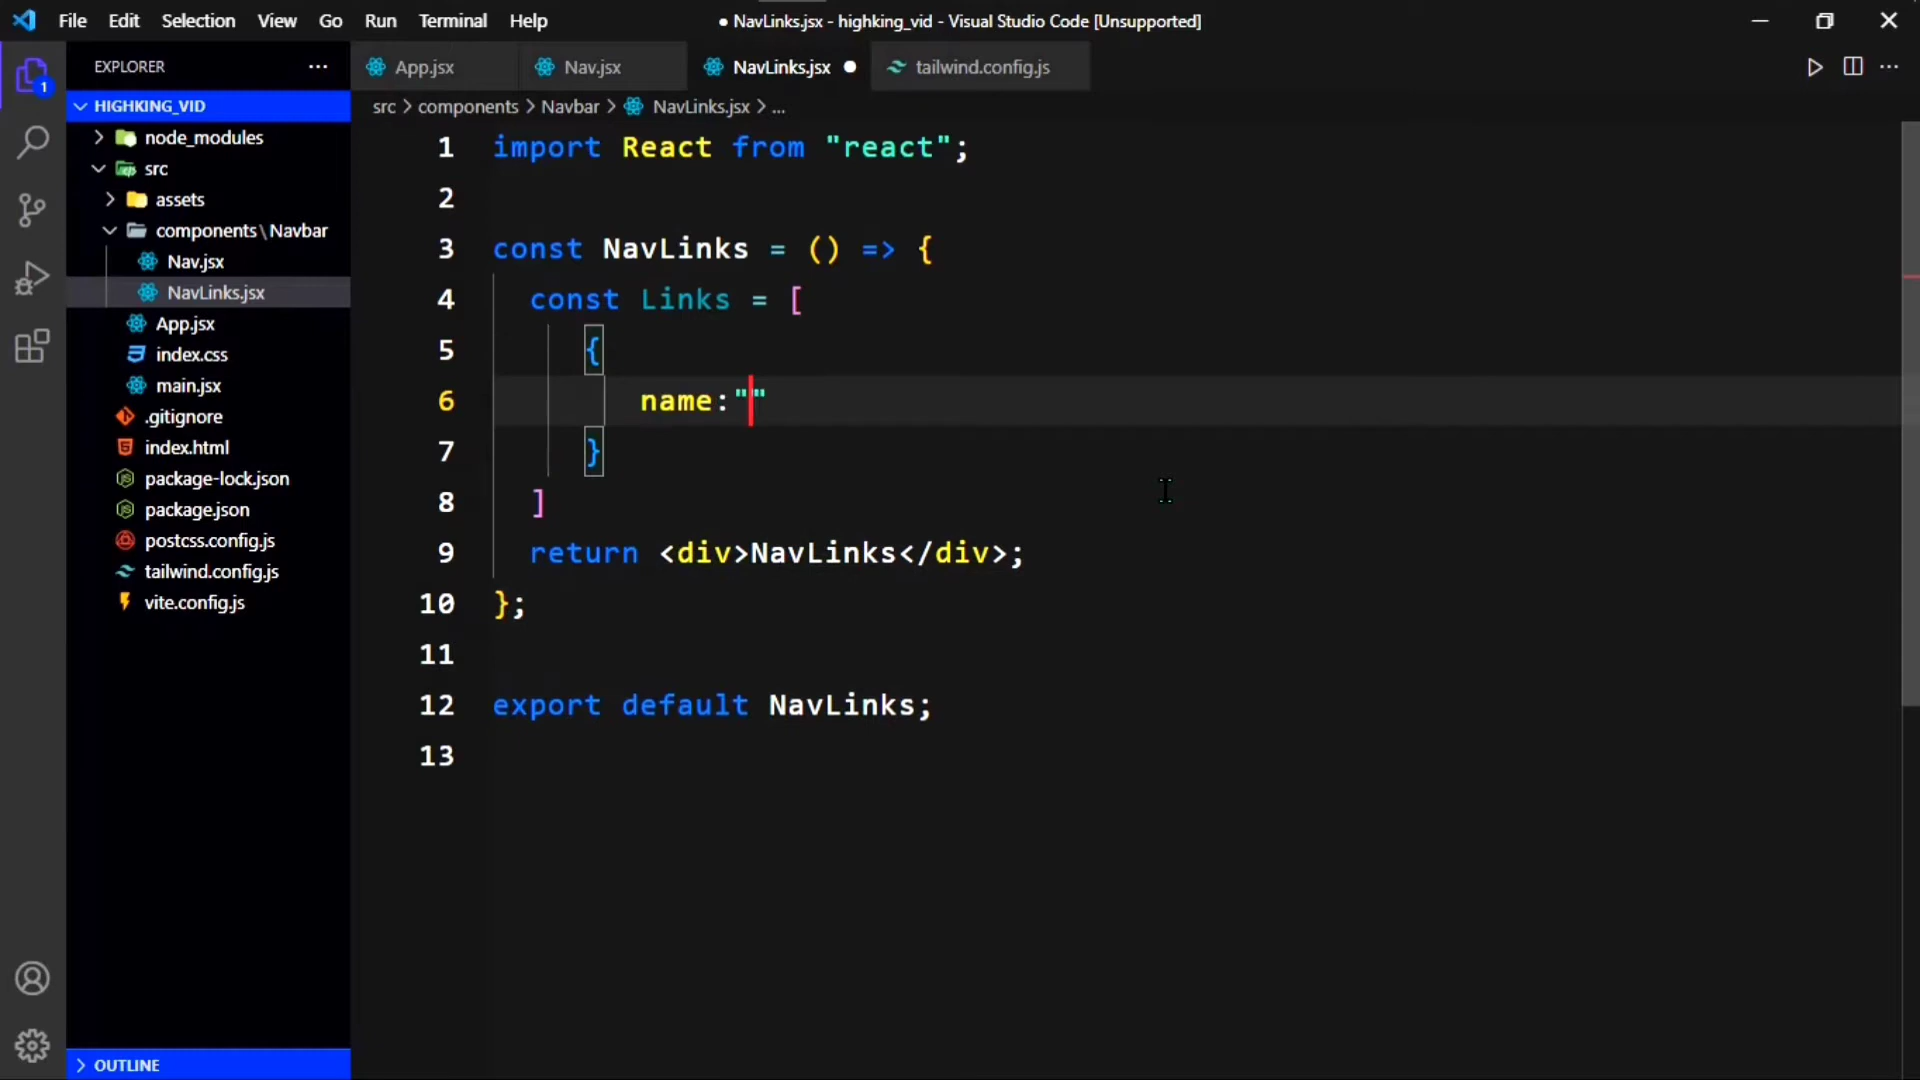 File Edit Selection View Go Run Terminal Help
● NavLinks.jsx - highking_vid - Visual Studio Code [Unsupported]
EXPLORER ···
App.jsx
Nav.jsx
NavLinks.jsx ●
tailwind.config.js
1
HIGHKING_VID
node_modules
src
assets
components\Navbar
Nav.jsx
NavLinks.jsx
App.jsx
index.css
main.jsx
.gitignore
index.html
package-lock.json
package.json
postcss.config.js
tailwind.config.js
vite.config.js
OUTLINE
src > components > Navbar > NavLinks.jsx > ...
1 import React from "react";
2
3 const NavLinks = () => {
4 const Links = [
5 {
6 name:""
7 }
8 ]
9 return <div>NavLinks</div>;
10 };
11
12 export default NavLinks;
13